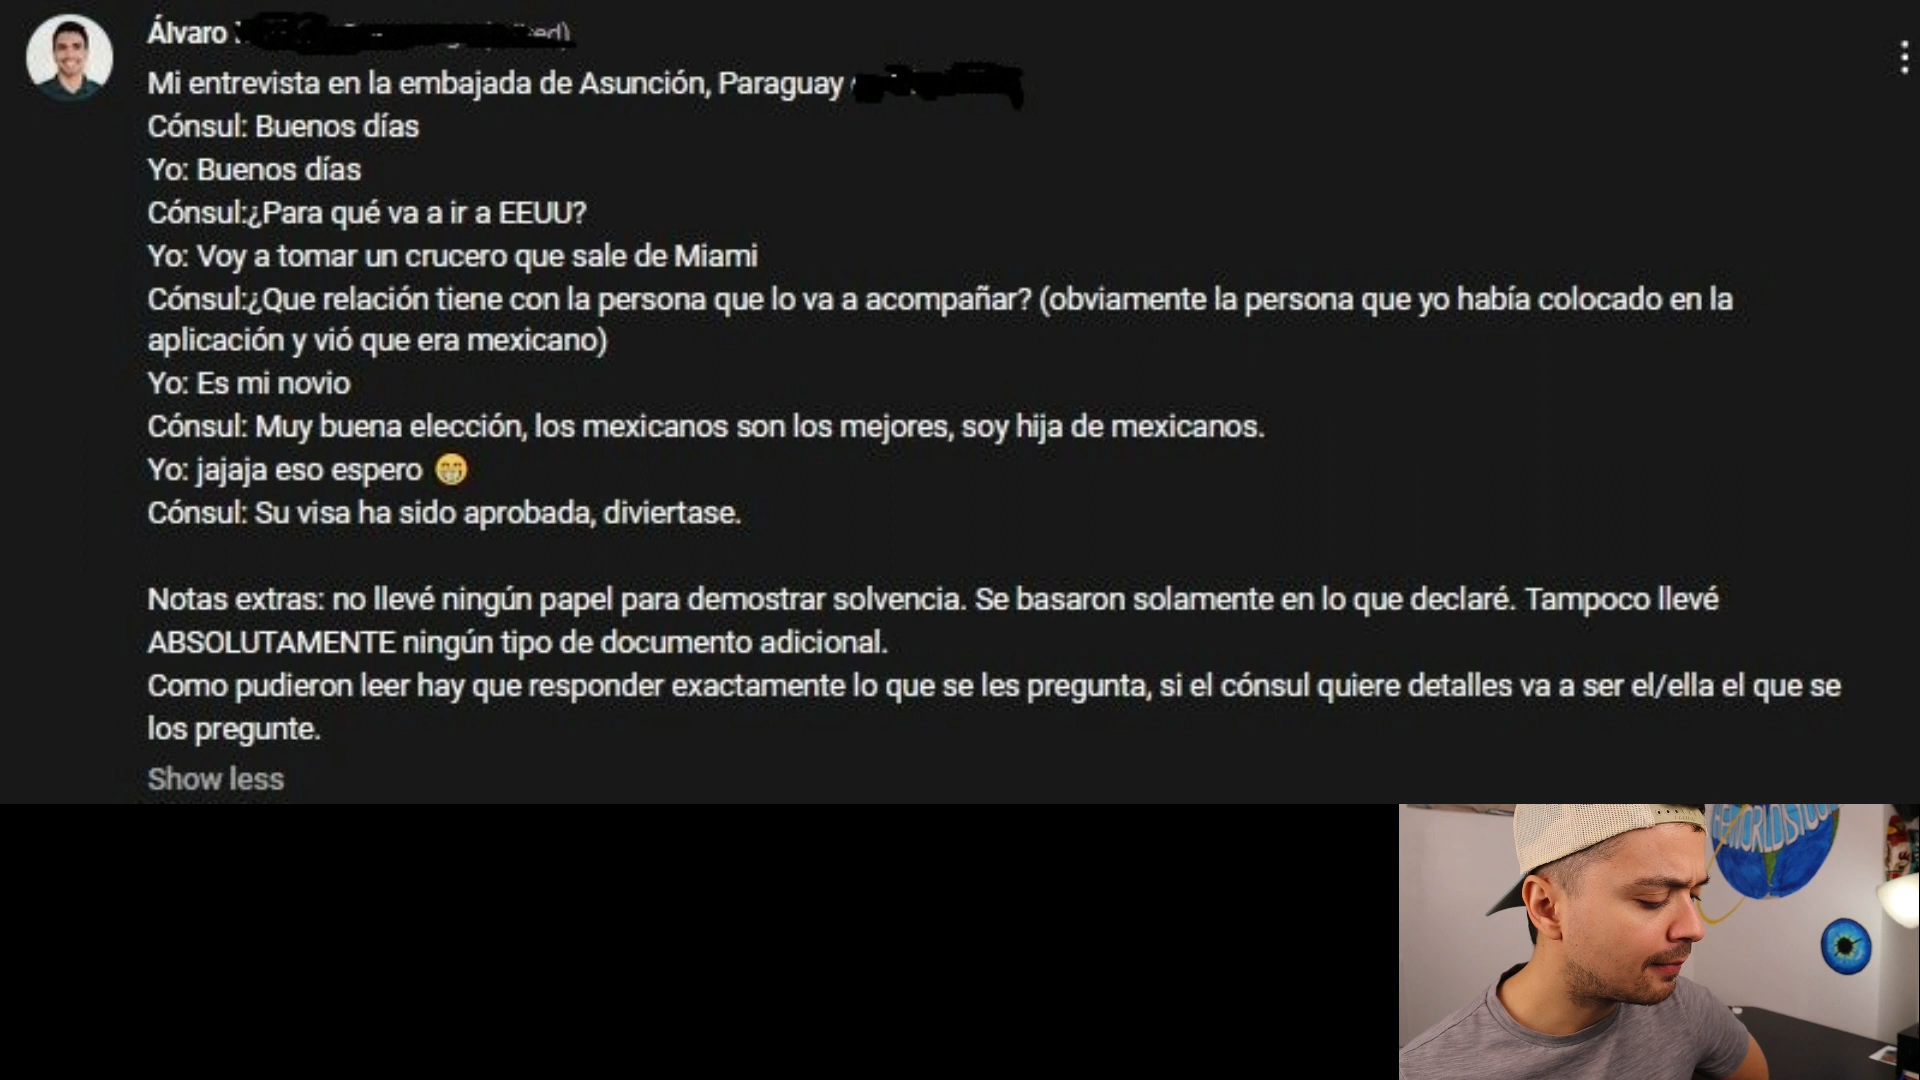 Álvaro
Mi entrevista en la embajada de Asunción, Paraguay
Cónsul: Buenos días
Yo: Buenos días
Cónsul:¿Para qué va a ir a EEUU?
Yo: Voy a tomar un crucero que sale de Miami
Cónsul:¿Que relación tiene con la persona que lo va a acompañar? (obviamente la persona que yo había colocado en la
aplicación y vió que era mexicano)
Yo: Es mi novio
Cónsul: Muy buena elección, los mexicanos son los mejores, soy hija de mexicanos.
Yo: jajaja eso espero 😁
Cónsul: Su visa ha sido aprobada, diviertase.
Notas extras: no llevé ningún papel para demostrar solvencia. Se basaron solamente en lo que declaré. Tampoco llevé
ABSOLUTAMENTE ningún tipo de documento adicional.
Como pudieron leer hay que responder exactamente lo que se les pregunta, si el cónsul quiere detalles va a ser el/ella el que se
los pregunte.
Show less